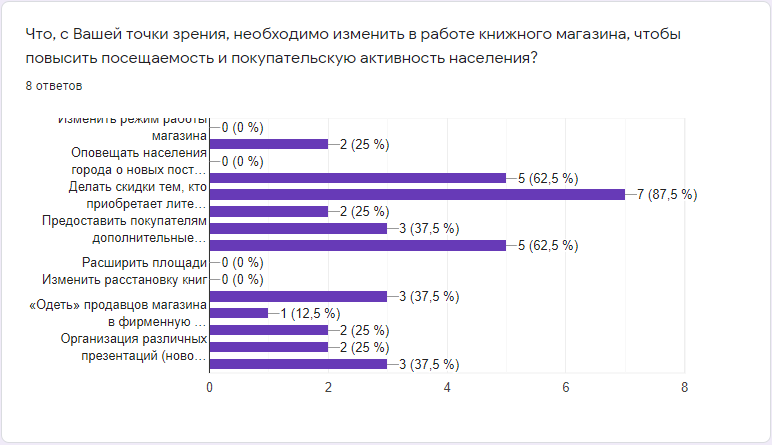 Что, с Вашей точки зрения, необходимо изменить в работе книжного магазина, чтобы
повысить посещаемость и покупательскую активность населения?
8 ответов
Изменить режим работы
магазина
0 (0 %)
2 (25 %)
Оповещать населения
города о новых пост…
0 (0 %)
5 (62,5 %)
Делать скидки тем, кто
приобретает лите…
7 (87,5 %)
2 (25 %)
Предоставить покупателям
дополнительные…
3 (37,5 %)
5 (62,5 %)
Расширить площади
0 (0 %)
Изменить расстановку книг
0 (0 %)
3 (37,5 %)
«Одеть» продавцов магазина
в фирменную …
1 (12,5 %)
2 (25 %)
Организация различных
презентаций (ново…
2 (25 %)
3 (37,5 %)
0 2 4 6 8